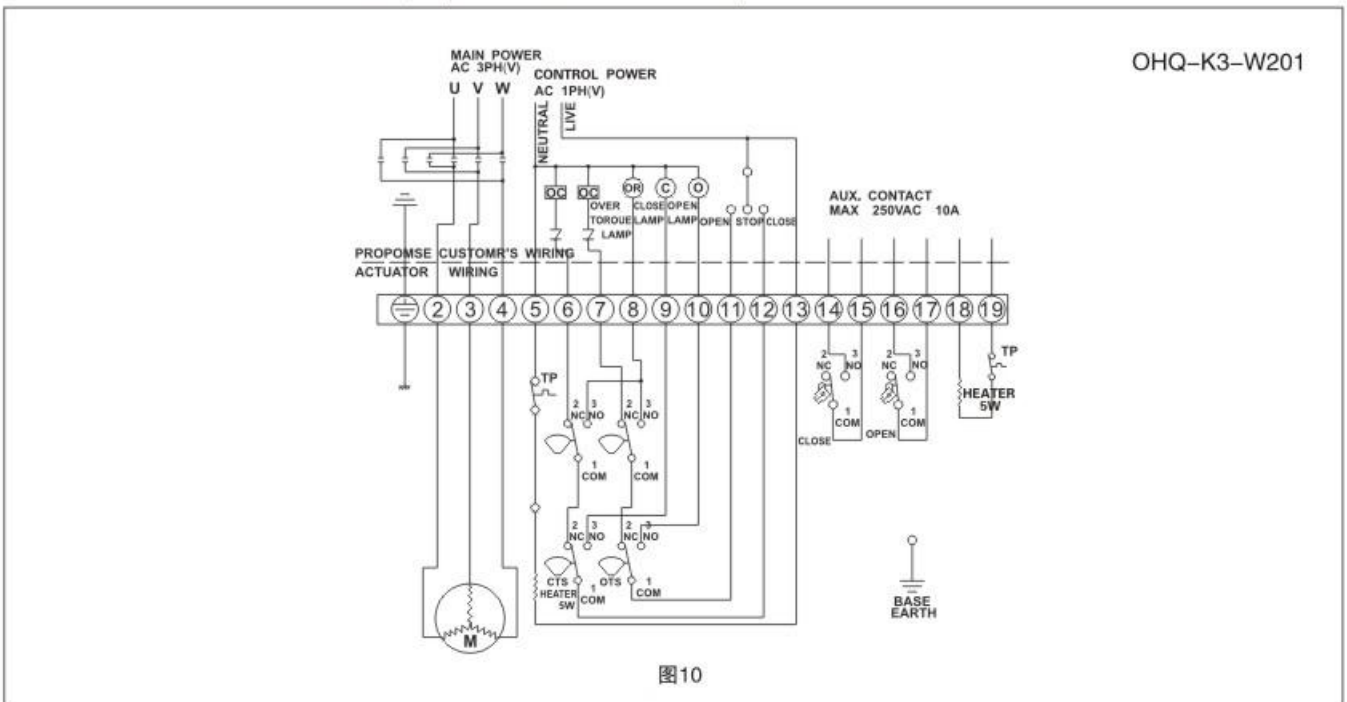 OHQ-K3-W201
MAIN POWER
AC 3PH(V)
U V W
CONTROL POWER
AC 1PH(V)
NEUTRAL
LIVE
OC OC OR C O
OVER CLOSE OPEN
TORQUE LAMP LAMP OPEN STOP CLOSE
LAMP
AUX. CONTACT
MAX 250VAC 10A
PROPOMSE CUSTOMR'S WIRING
ACTUATOR WIRING
2 3 4 5 6 7 8 9 10 11 12 13 14 15 16 17 18 19
TP
2 3 2 3
NC NO NC NO
1 1
COM COM
2 3 2 3
NC NO NC NO
CTS OTS
1 1
COM COM
HEATER
5W
2 3 2 3
NC NO NC NO
1 1
COM COM
CLOSE OPEN
TP
HEATER
5W
M
BASE
EARTH
图10